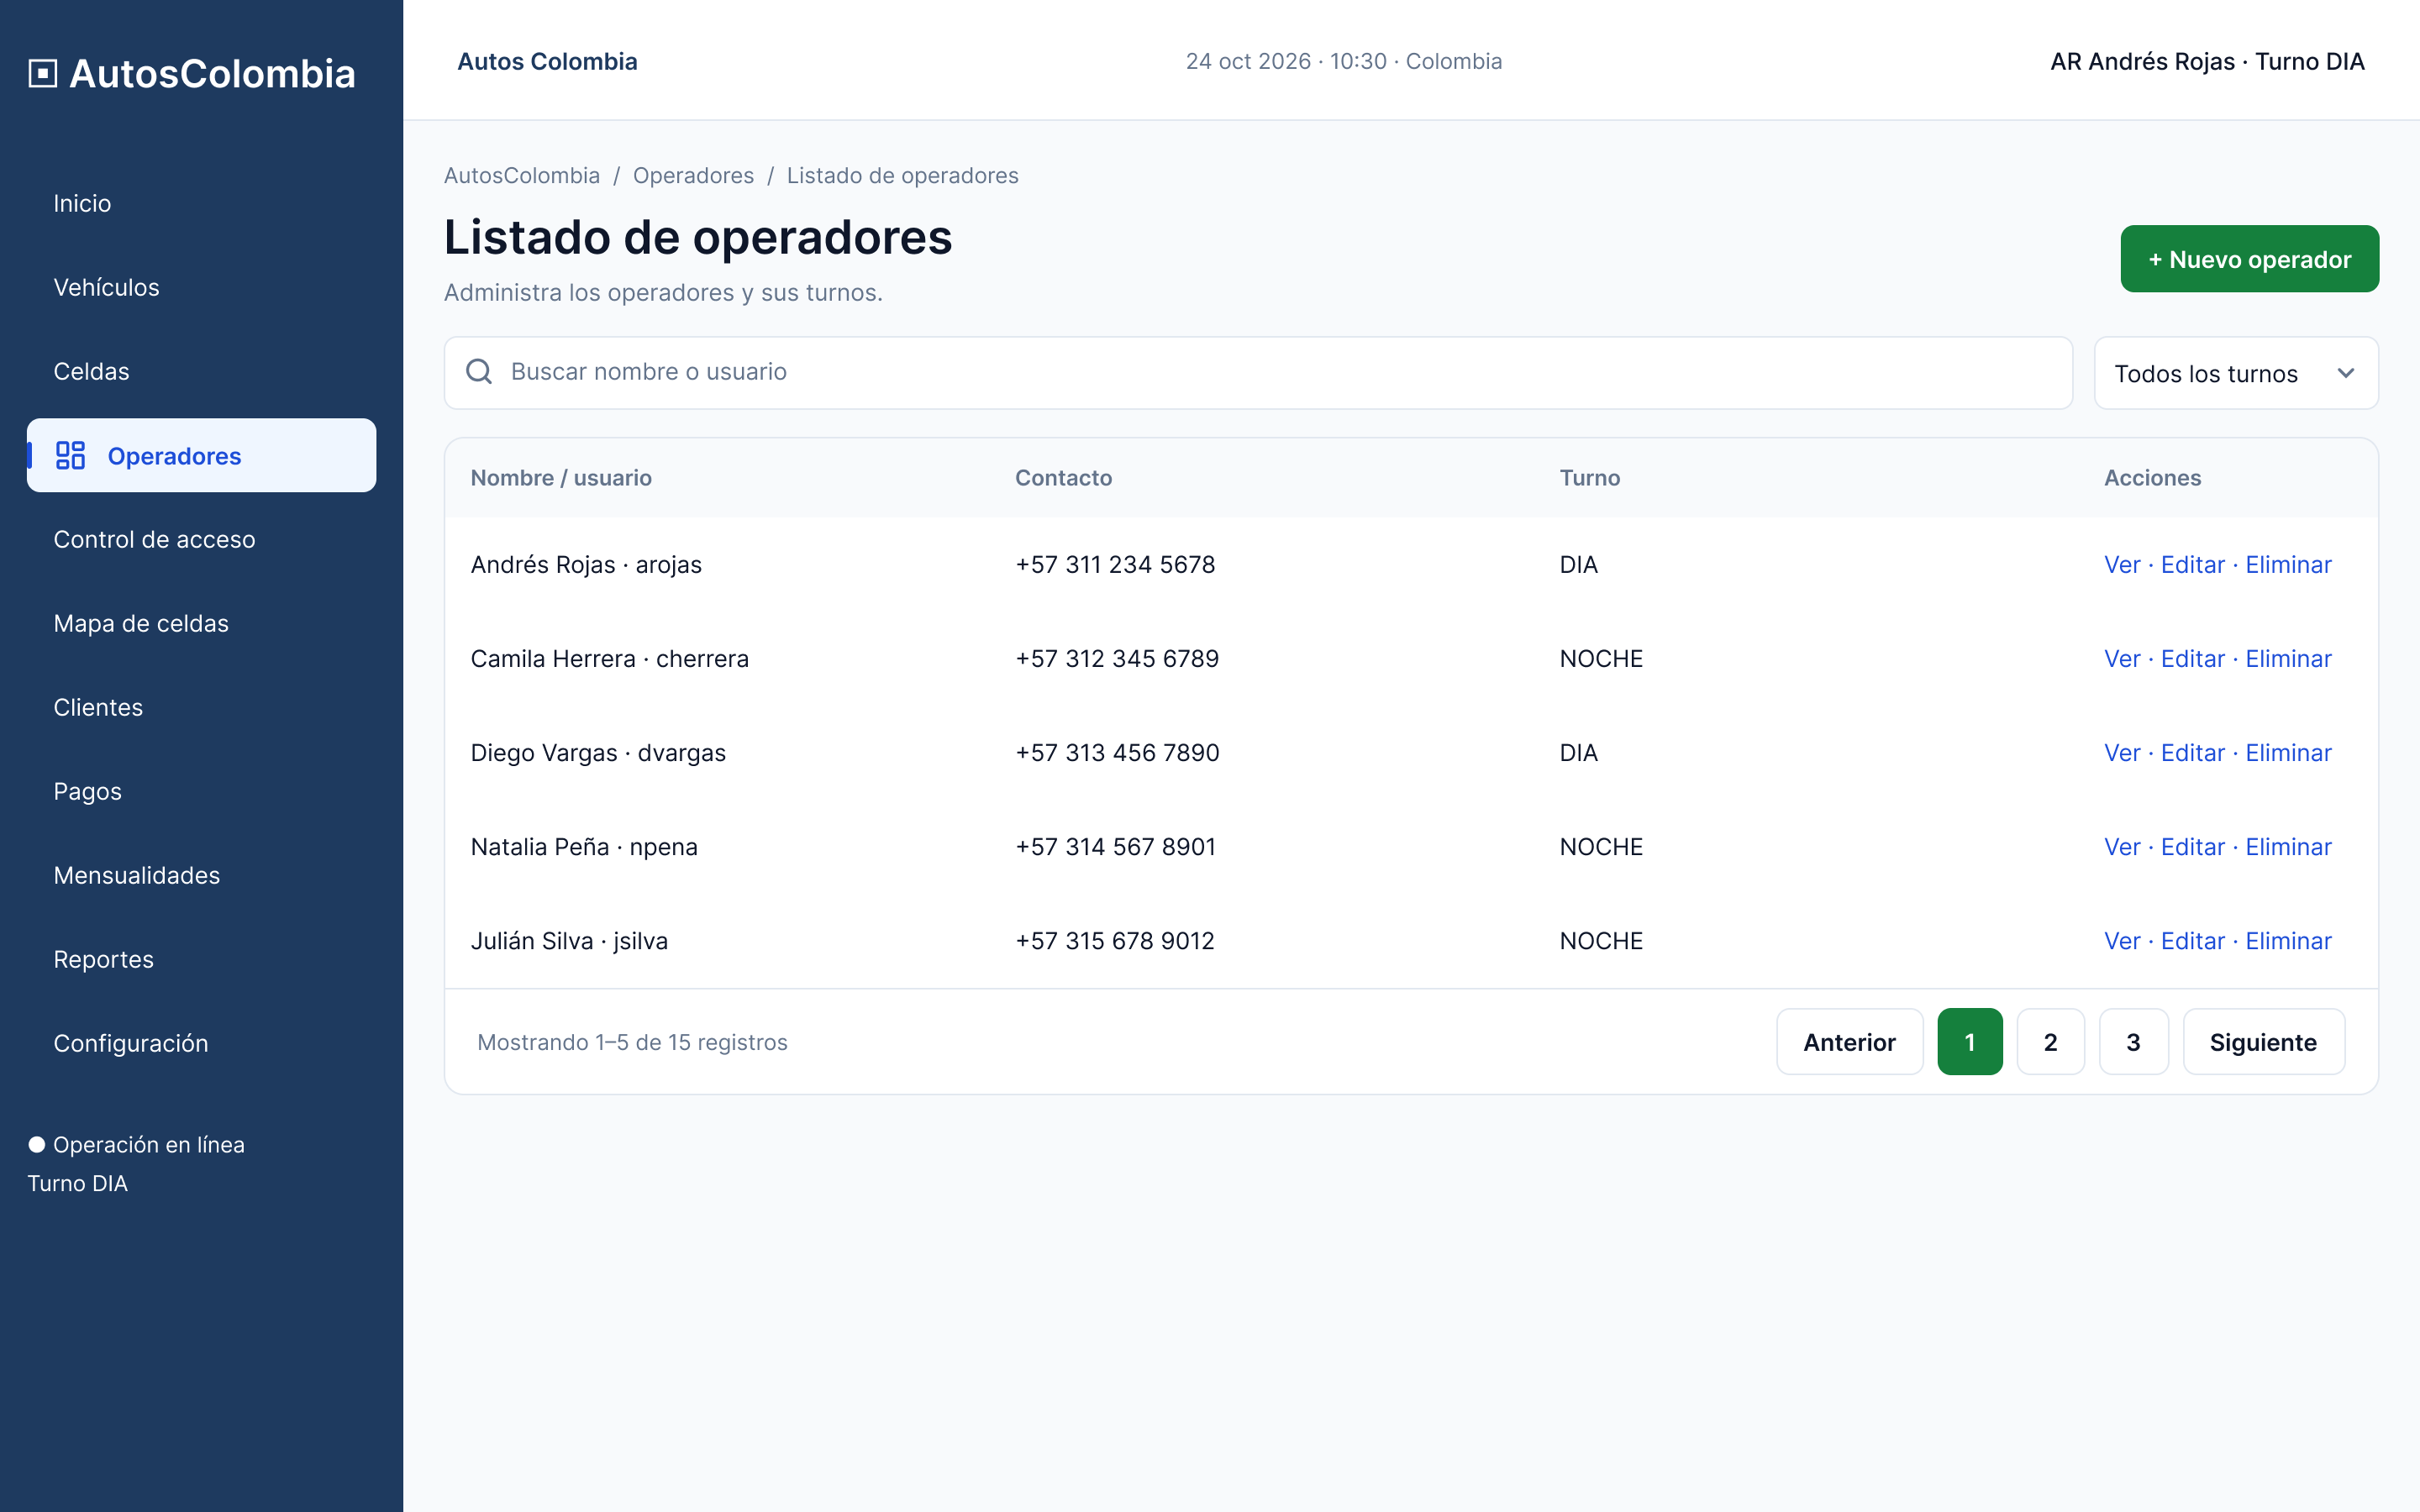 AutosColombia
Inicio
Vehículos
Celdas
Operadores
Control de acceso
Mapa de celdas
Clientes
Pagos
Mensualidades
Reportes
Configuración
Operación en línea
Turno DIA
Autos Colombia
24 oct 2026 · 10:30 · Colombia
AR Andrés Rojas · Turno DIA
AutosColombia / Operadores / Listado de operadores
Listado de operadores
Administra los operadores y sus turnos.
+ Nuevo operador
Buscar nombre o usuario
Todos los turnos
Nombre / usuario Contacto Turno Acciones
Andrés Rojas · arojas +57 311 234 5678 DIA Ver · Editar · Eliminar
Camila Herrera · cherrera +57 312 345 6789 NOCHE Ver · Editar · Eliminar
Diego Vargas · dvargas +57 313 456 7890 DIA Ver · Editar · Eliminar
Natalia Peña · npena +57 314 567 8901 NOCHE Ver · Editar · Eliminar
Julián Silva · jsilva +57 315 678 9012 NOCHE Ver · Editar · Eliminar
Mostrando 1–5 de 15 registros
Anterior 1 2 3 Siguiente